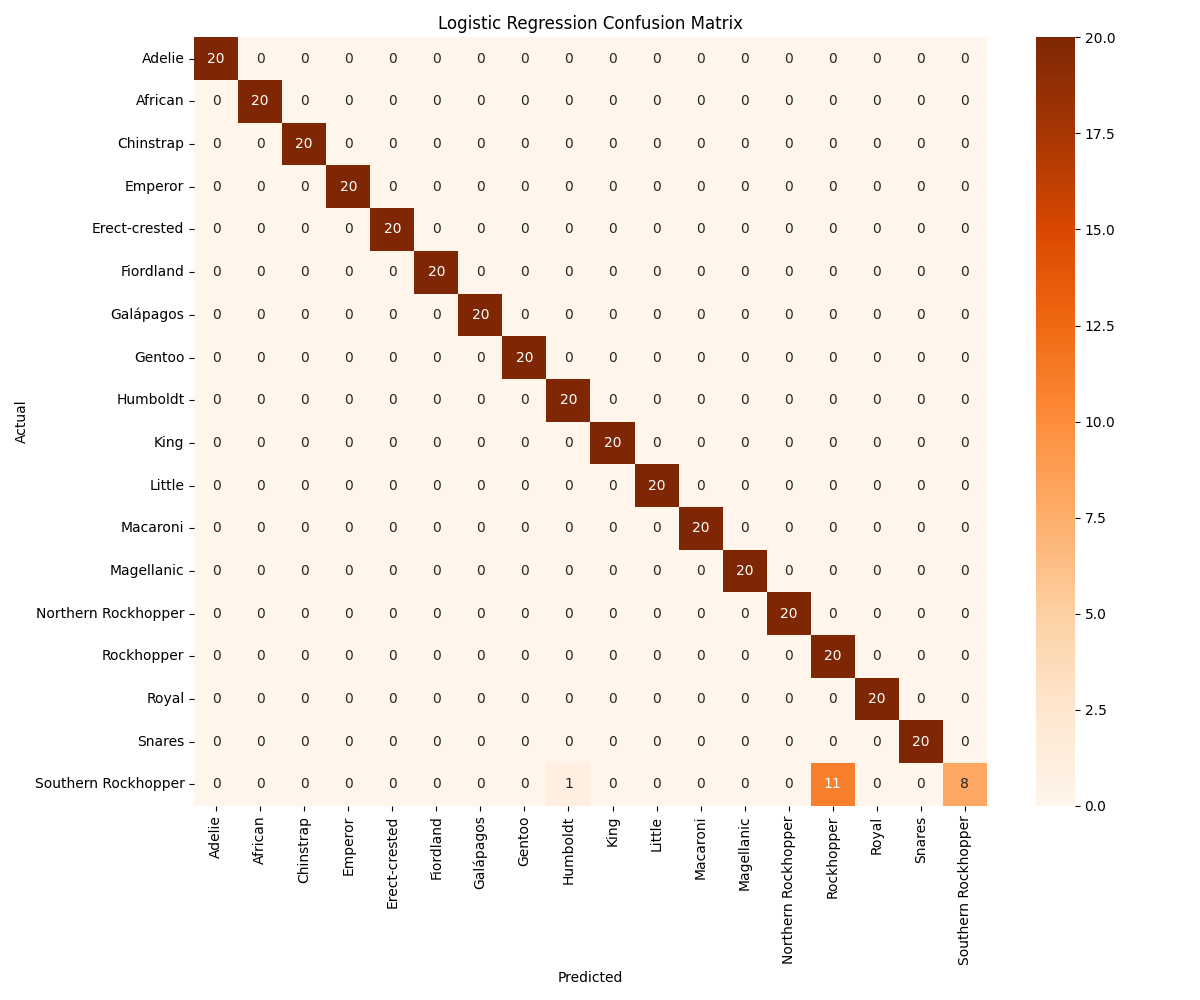 Logistic Regression Confusion Matrix
Adelie 20 0 0 0 0 0 0 0 0 0 0 0 0 0 0 0 0 0
African 0 20 0 0 0 0 0 0 0 0 0 0 0 0 0 0 0 0
Chinstrap 0 0 20 0 0 0 0 0 0 0 0 0 0 0 0 0 0 0
Emperor 0 0 0 20 0 0 0 0 0 0 0 0 0 0 0 0 0 0
Erect-crested 0 0 0 0 20 0 0 0 0 0 0 0 0 0 0 0 0 0
Fiordland 0 0 0 0 0 20 0 0 0 0 0 0 0 0 0 0 0 0
Galápagos 0 0 0 0 0 0 20 0 0 0 0 0 0 0 0 0 0 0
Gentoo 0 0 0 0 0 0 0 20 0 0 0 0 0 0 0 0 0 0
Humboldt 0 0 0 0 0 0 0 0 20 0 0 0 0 0 0 0 0 0
King 0 0 0 0 0 0 0 0 0 20 0 0 0 0 0 0 0 0
Little 0 0 0 0 0 0 0 0 0 0 20 0 0 0 0 0 0 0
Macaroni 0 0 0 0 0 0 0 0 0 0 0 20 0 0 0 0 0 0
Magellanic 0 0 0 0 0 0 0 0 0 0 0 0 20 0 0 0 0 0
Northern Rockhopper 0 0 0 0 0 0 0 0 0 0 0 0 0 20 0 0 0 0
Rockhopper 0 0 0 0 0 0 0 0 0 0 0 0 0 0 20 0 0 0
Royal 0 0 0 0 0 0 0 0 0 0 0 0 0 0 0 20 0 0
Snares 0 0 0 0 0 0 0 0 0 0 0 0 0 0 0 0 20 0
Southern Rockhopper 0 0 0 0 0 0 0 0 1 0 0 0 0 0 11 0 0 8
Actual
Adelie
African
Chinstrap
Emperor
Erect-crested
Fiordland
Galápagos
Gentoo
Humboldt
King
Little
Macaroni
Magellanic
Northern Rockhopper
Rockhopper
Royal
Snares
Southern Rockhopper
Predicted
20.0
17.5
15.0
12.5
10.0
7.5
5.0
2.5
0.0